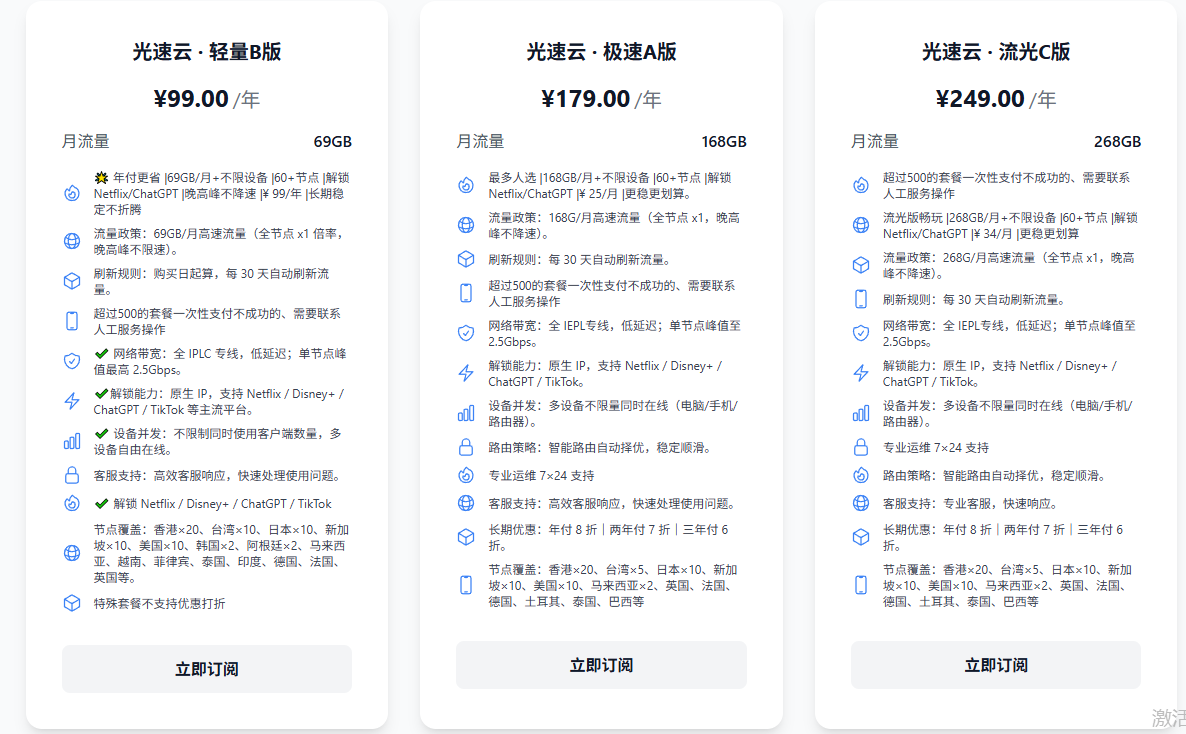 光速云 · 轻量B版
¥99.00 /年
月流量 69GB
年付更省 |69GB/月+不限设备 |60+节点 |解锁
Netflix/ChatGPT |晚高峰不降速 |¥ 99/年 |长期稳
定不折腾
流量政策：69GB/月高速流量（全节点 x1 倍率，
晚高峰不限速）。
刷新规则：购买日起算，每 30 天自动刷新流
量。
超过500的套餐一次性支付不成功的、需要联系
人工服务操作
✔ 网络带宽：全 IPLC 专线，低延迟；单节点峰
值最高 2.5Gbps。
✔解锁能力：原生 IP，支持 Netflix / Disney+ /
ChatGPT / TikTok 等主流平台。
✔ 设备并发：不限制同时使用客户端数量，多
设备自由在线。
客服支持：高效客服响应，快速处理使用问题。
✔ 解锁 Netflix / Disney+ / ChatGPT / TikTok
节点覆盖：香港×20、台湾×10、日本×10、新加
坡×10、美国×10、韩国×2、阿根廷×2、马来西
亚、越南、菲律宾、泰国、印度、德国、法国、
英国等。
特殊套餐不支持优惠打折
立即订阅
光速云 · 极速A版
¥179.00 /年
月流量 168GB
最多人选 |168GB/月+不限设备 |60+节点 |解锁
Netflix/ChatGPT |¥ 25/月 |更稳更划算。
流量政策：168G/月高速流量（全节点 x1，晚高
峰不降速）。
刷新规则：每 30 天自动刷新流量。
超过500的套餐一次性支付不成功的、需要联系
人工服务操作
网络带宽：全 IEPL专线，低延迟；单节点峰值至
2.5Gbps。
解锁能力：原生 IP，支持 Netflix / Disney+ /
ChatGPT / TikTok。
设备并发：多设备不限量同时在线（电脑/手机/
路由器）。
路由策略：智能路由自动择优，稳定顺滑。
专业运维 7×24 支持
客服支持：高效客服响应，快速处理使用问题。
长期优惠：年付 8 折｜两年付 7 折｜三年付 6
折。
节点覆盖：香港×20、台湾×5、日本×10、新加
坡×10、美国×10、马来西亚×2、英国、法国、
德国、土耳其、泰国、巴西等
立即订阅
光速云 · 流光C版
¥249.00 /年
月流量 268GB
超过500的套餐一次性支付不成功的、需要联系
人工服务操作
流光版畅玩 |268GB/月+不限设备 |60+节点 |解锁
Netflix/ChatGPT |¥ 34/月 |更稳更划算
流量政策：268G/月高速流量（全节点 x1，晚高
峰不降速）。
刷新规则：每 30 天自动刷新流量。
网络带宽：全 IEPL专线，低延迟；单节点峰值至
2.5Gbps。
解锁能力：原生 IP，支持 Netflix / Disney+ /
ChatGPT / TikTok。
设备并发：多设备不限量同时在线（电脑/手机/
路由器）。
专业运维 7×24 支持
路由策略：智能路由自动择优，稳定顺滑。
客服支持：专业客服，快速响应。
长期优惠：年付 8 折｜两年付 7 折｜三年付 6
折。
节点覆盖：香港×20、台湾×5、日本×10、新加
坡×10、美国×10、马来西亚×2、英国、法国、
德国、土耳其、泰国、巴西等
立即订阅
激活